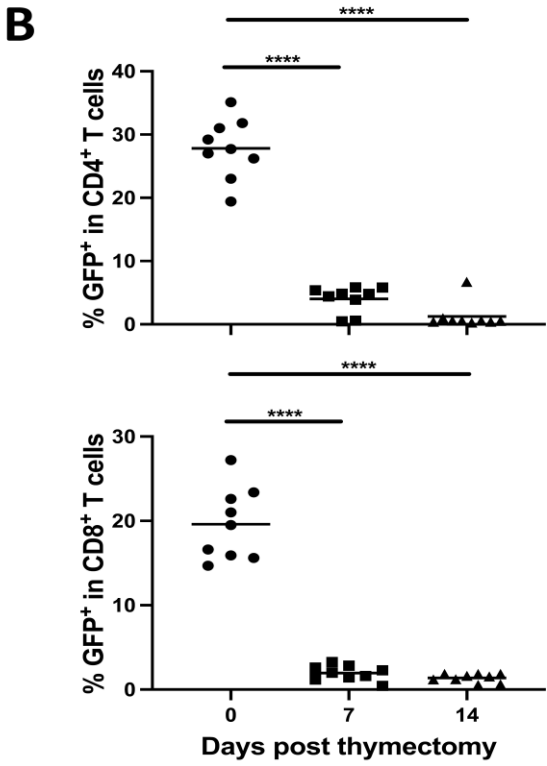 B
****
****
40
30
20
10
0
% GFP⁺ in CD4⁺ T cells
****
****
30
20
10
0
% GFP⁺ in CD8⁺ T cells
0 7 14
Days post thymectomy